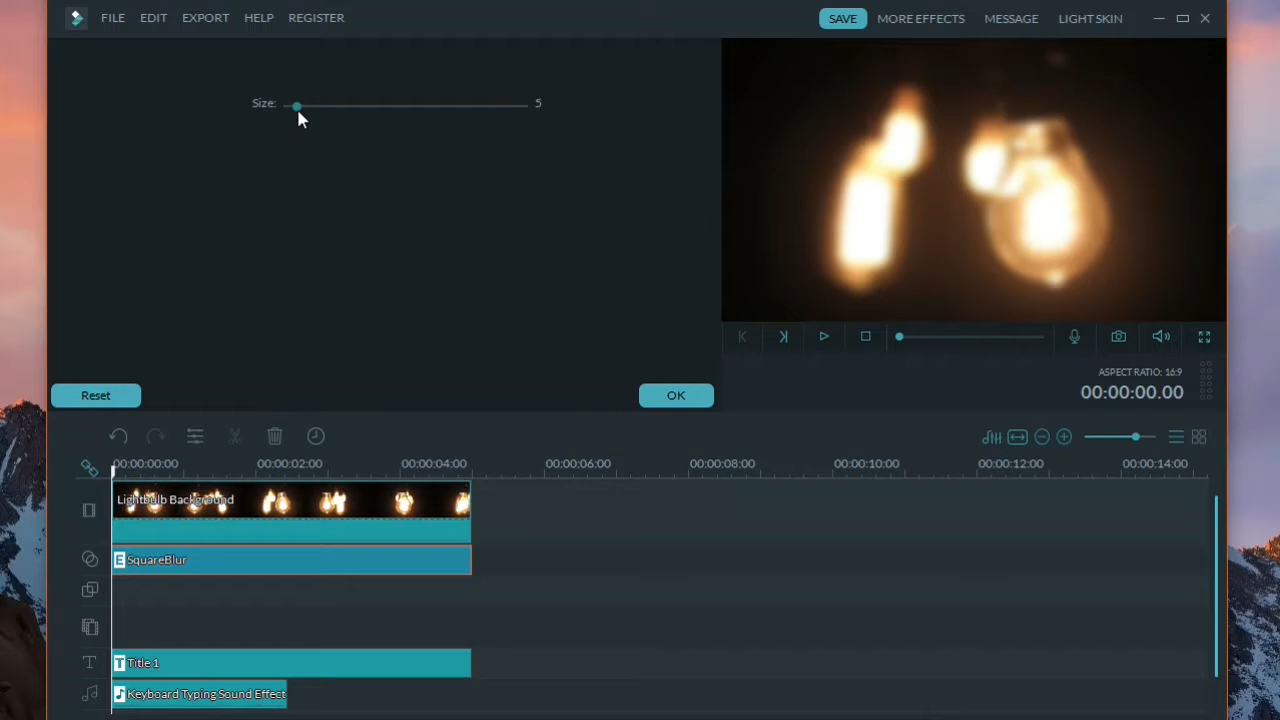 FILE EDIT EXPORT HELP REGISTER SAVE MORE EFFECTS MESSAGE LIGHT SKIN
Size: 5
Reset OK
ASPECT RATIO: 16:9
00:00:00.00
00:00:00:00 00:00:02:00 00:00:04:00 00:00:06:00 00:00:08:00 00:00:10:00 00:00:12:00 00:00:14:00
Lightbulb Background
E SquareBlur
T Title 1
Keyboard Typing Sound Effect